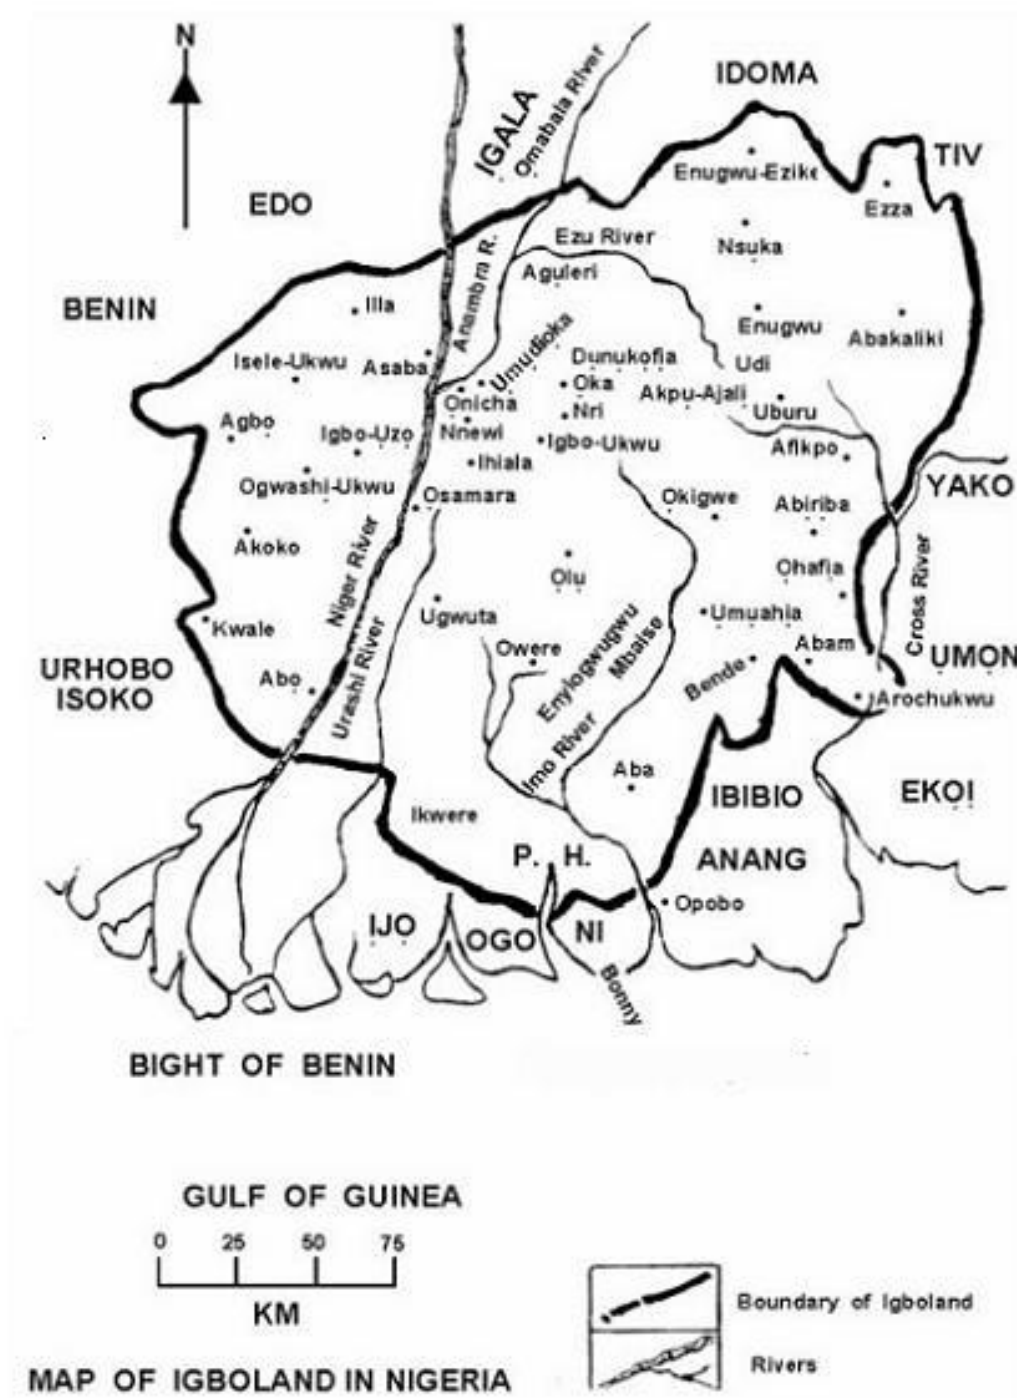 N
IDOMA
IGALA
Omabala River
TIV
Enugwu-Ezike
EDO
Ezza
Ezu River
Nsuka
Anambra R.
Aguleri
BENIN
Illa
Enugwu
Abakaliki
Umudioka
Isele-Ukwu
Asaba
Dunukofia
Udi
Oka
Akpu-Ajali
Onicha
Uburu
Agbo
Nri
Igbo-Uzo
Nnewi
Igbo-Ukwu
Afikpo
Ihiala
Ogwashi-Ukwu
Osamara
Okigwe
YAKO
Abiriba
Akoko
Niger River
Cross River
Olu
Ohafia
Ugwuta
Umuahia
Kwale
Urashi River
Owere
Enyiogwugwu
Mbaise
Abam
UMON
URHOBO
ISOKO
Abo
Bende
Arochukwu
Imo River
Aba
IBIBIO
EKOI
Ikwere
P. H.
ANANG
Opobo
IJO
OGO
NI
Bonny
BIGHT OF BENIN
GULF OF GUINEA
0 25 50 75
KM
Boundary of Igboland
Rivers
MAP OF IGBOLAND IN NIGERIA